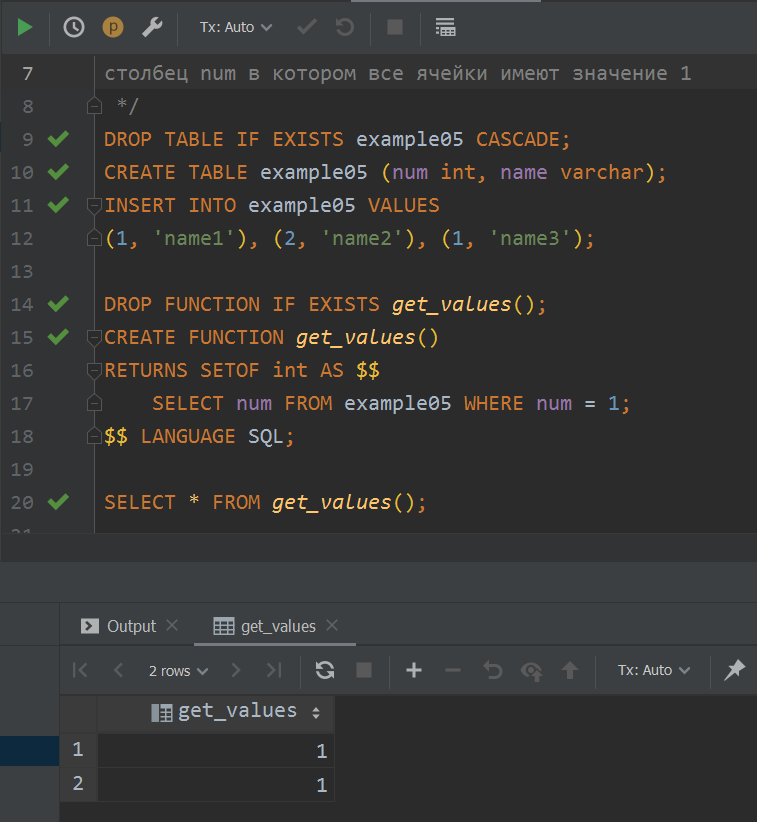 Tx: Auto
7 столбец num в котором все ячейки имеют значение 1
8 */
9 DROP TABLE IF EXISTS example05 CASCADE;
10 CREATE TABLE example05 (num int, name varchar);
11 INSERT INTO example05 VALUES
12 (1, 'name1'), (2, 'name2'), (1, 'name3');
13
14 DROP FUNCTION IF EXISTS get_values();
15 CREATE FUNCTION get_values()
16 RETURNS SETOF int AS $$
17 SELECT num FROM example05 WHERE num = 1;
18 $$ LANGUAGE SQL;
19
20 SELECT * FROM get_values();
Output get_values
2 rows Tx: Auto
get_values
1 1
2 1